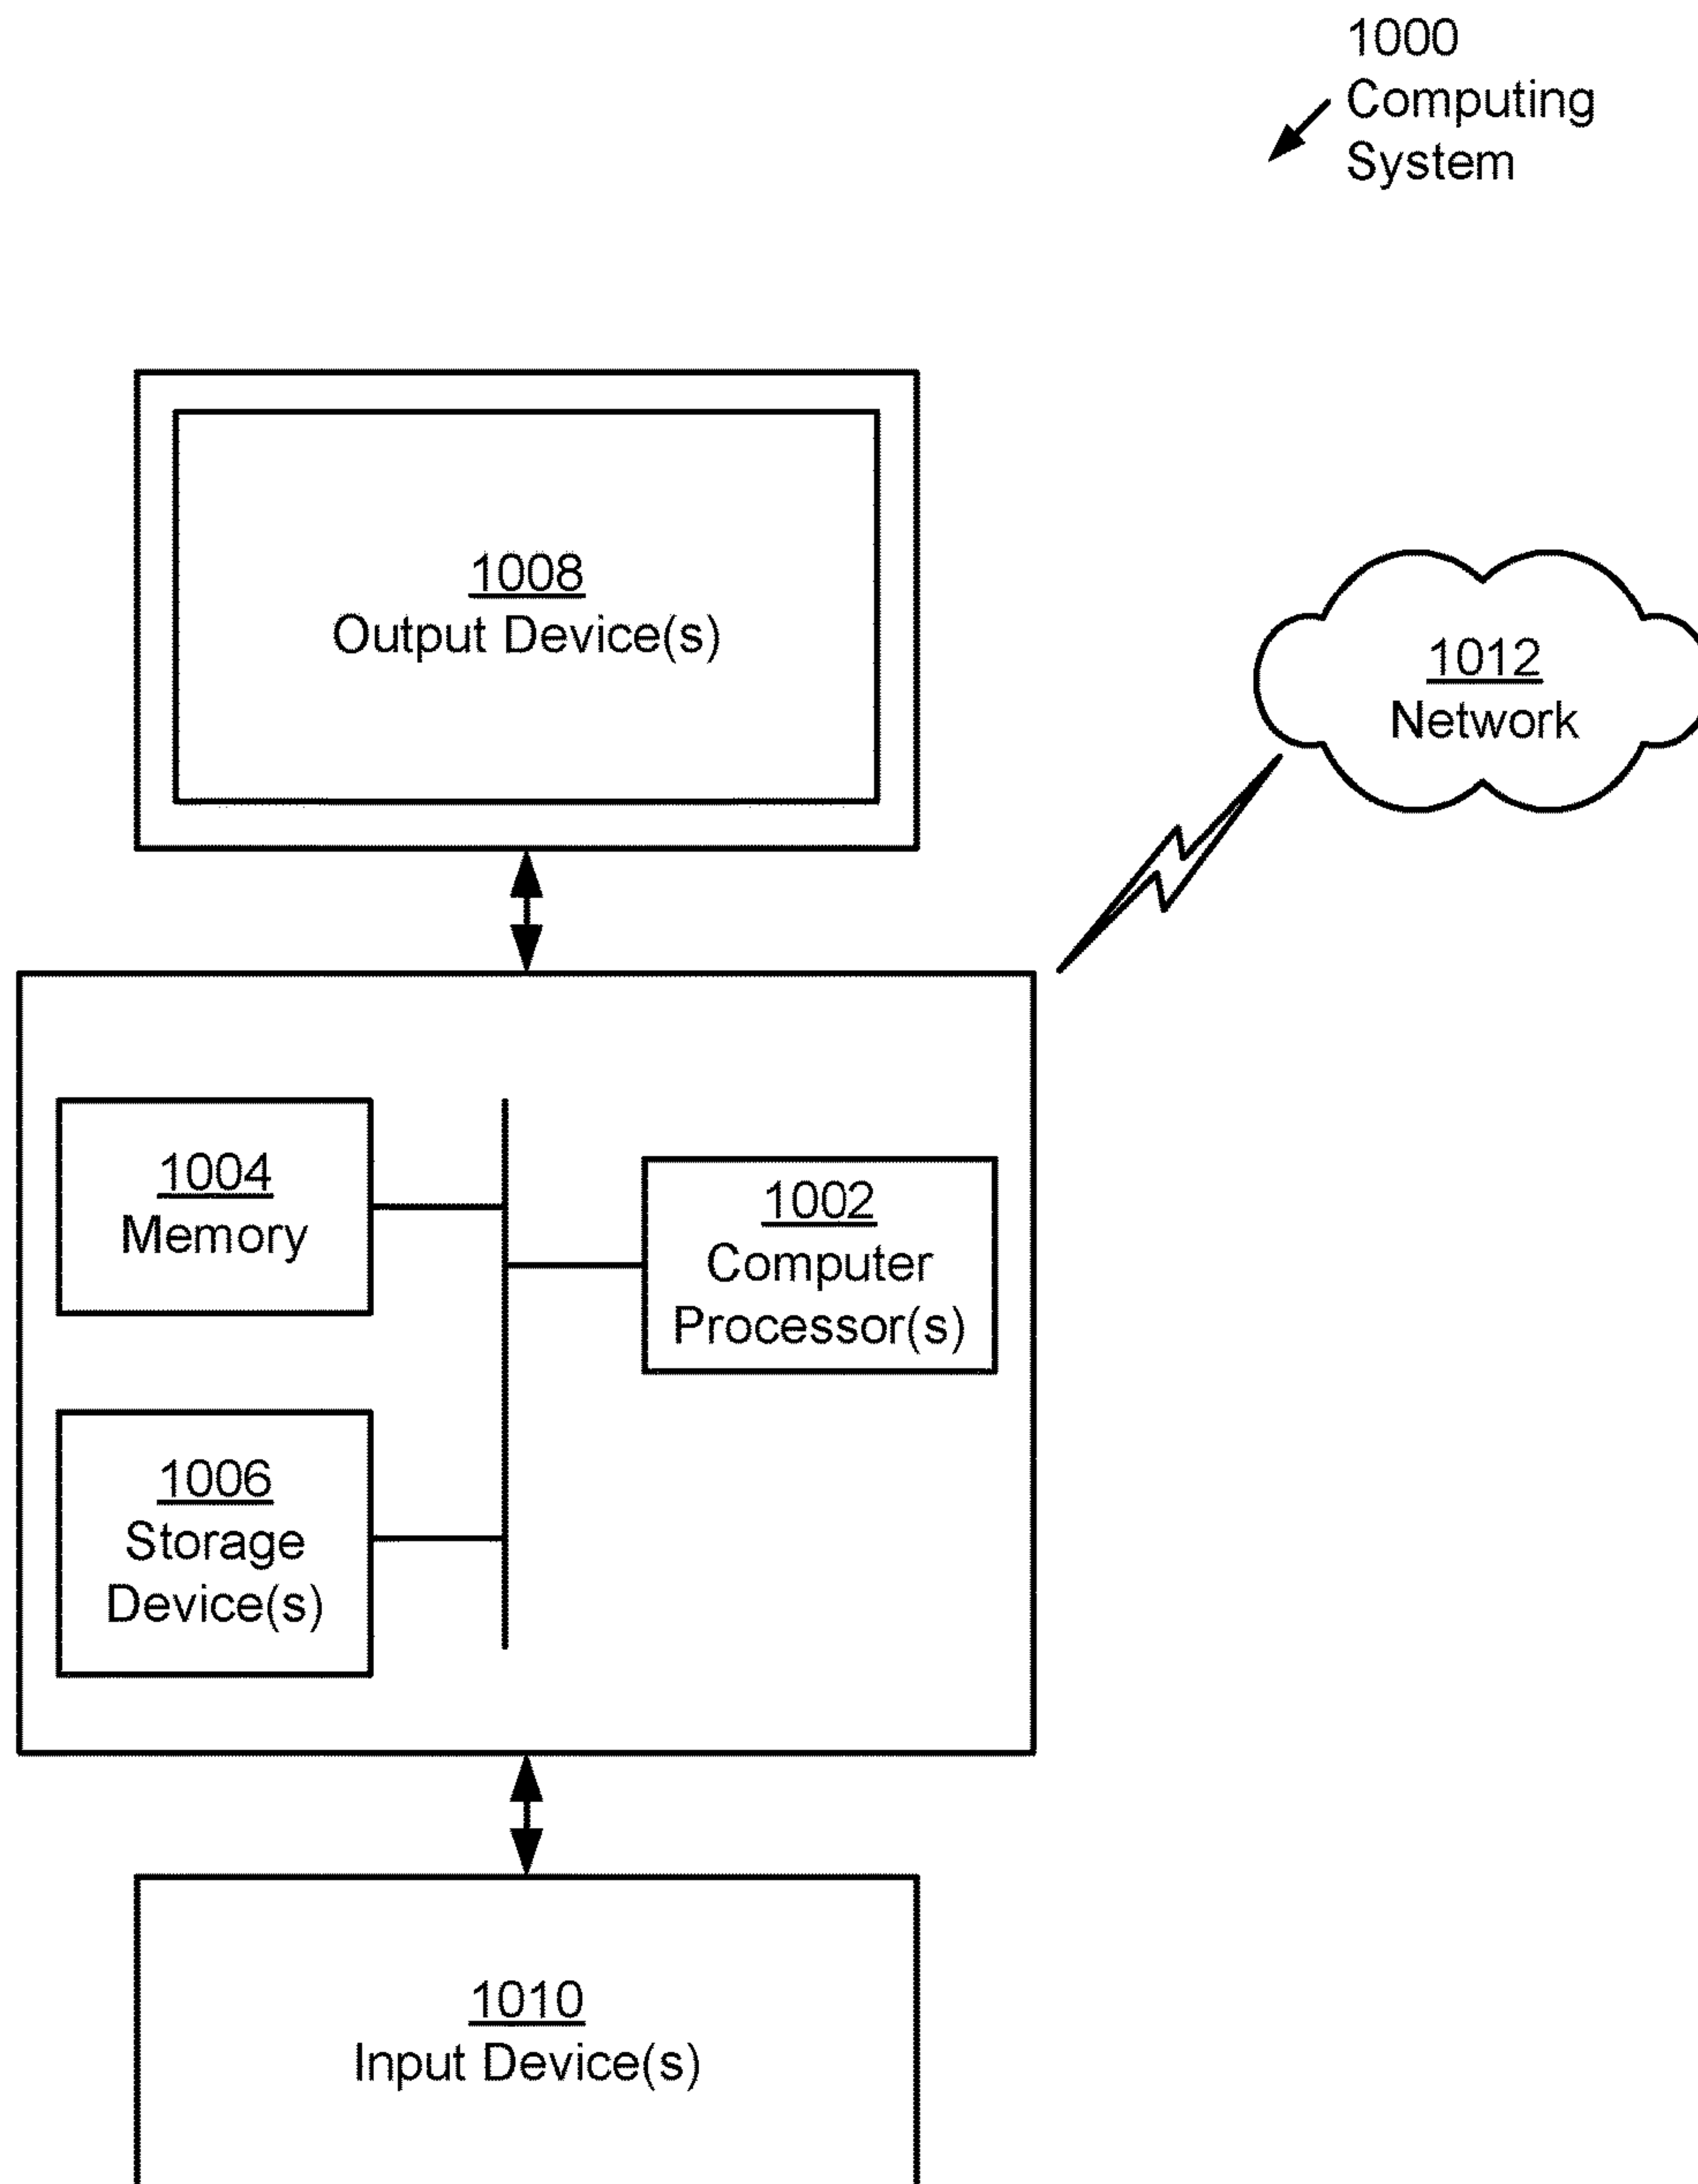 1000
Computing
System
1008
Output Device(s)
1012
Network
1004
Memory
1002
Computer
Processor(s)
1006
Storage
Device(s)
1010
Input Device(s)